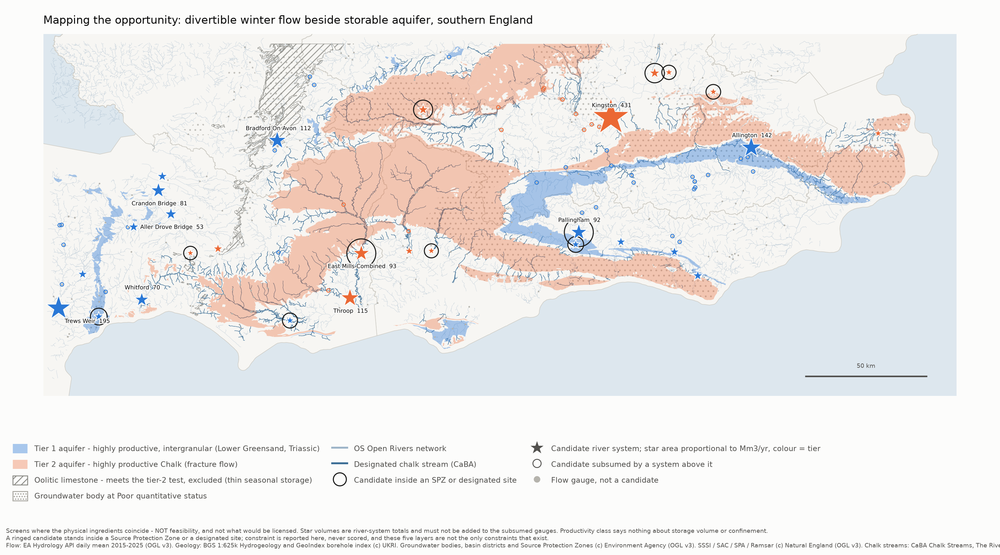 Mapping the opportunity: divertible winter flow beside storable aquifer, southern England
Kingston 431
Bradford On Avon 112
Allington 142
Crandon Bridge 81
Aller Drove Bridge 53
Pallingham 92
East Mills Combined 93
Whitford 70
Throop 115
Trews Weir 195
50 km
Tier 1 aquifer - highly productive, intergranular (Lower Greensand, Triassic)
Tier 2 aquifer - highly productive Chalk (fracture flow)
Oolitic limestone - meets the tier-2 test, excluded (thin seasonal storage)
Groundwater body at Poor quantitative status
OS Open Rivers network
Designated chalk stream (CaBA)
Candidate inside an SPZ or designated site
Candidate river system; star area proportional to Mm3/yr, colour = tier
Candidate subsumed by a system above it
Flow gauge, not a candidate
Screens where the physical ingredients coincide - NOT feasibility, and not what would be licensed. Star volumes are river-system totals and must not be added to the subsumed gauges. Productivity class says nothing about storage volume or confinement.
A ringed candidate stands inside a Source Protection Zone or a designated site; constraint is reported here, never scored, and these five layers are not the only constraints that exist.
Flow: EA Hydrology API daily mean 2015-2025 (OGL v3). Geology: BGS 1:625k Hydrogeology and GeoIndex borehole index (c) UKRI. Groundwater bodies, basin districts and Source Protection Zones (c) Environment Agency (OGL v3). SSSI / SAC / SPA / Ramsar (c) Natural England (OGL v3). Chalk streams: CaBA Chalk Streams, The